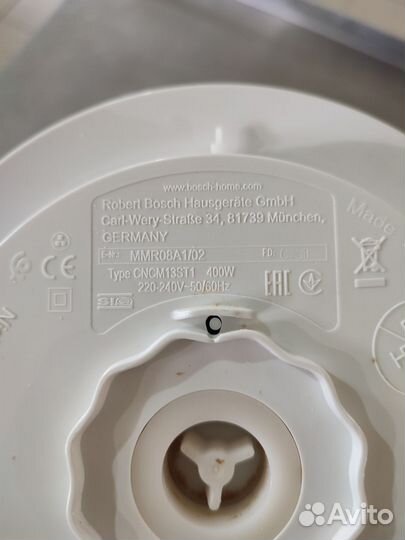 www.bosch-home.com
Robert Bosch Hausgeräte GmbH
Carl-Wery-Straße 34, 81739 München,
GERMANY
E-Nr.: MMR08A1/02 FD:
Type CNCM13ST1 400W
220-240V~50/60Hz
EAC
Made
Avito